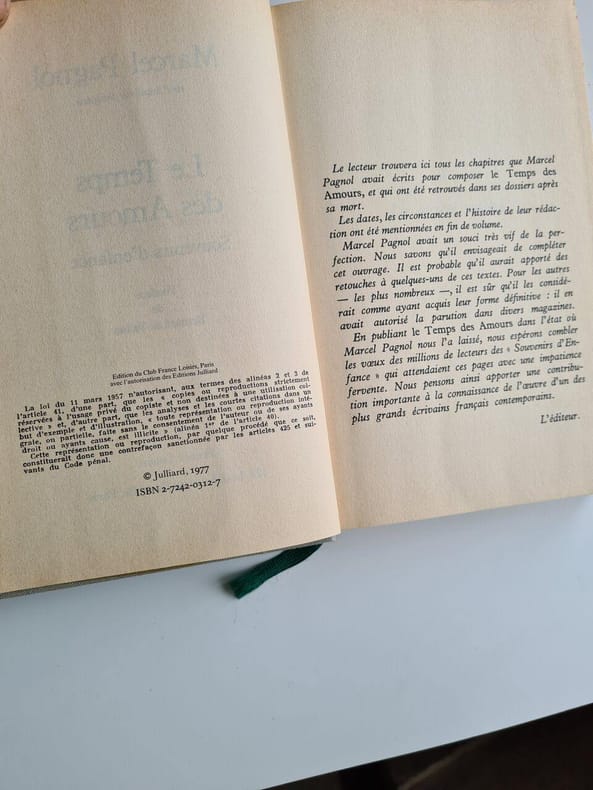 Edition du Club France Loisirs, Paris
avec l'autorisation des Editions Julliard
La loi du 11 mars 1957 n'autorisant, aux termes des alinéas 2 et 3 de
l'article 41, d'une part, que les « copies ou reproductions strictement
réservées à l'usage privé du copiste et non destinées à une utilisation col-
lective » et, d'autre part, que les analyses et les courtes citations dans un
but d'exemple et d'illustration, « toute représentation ou reproduction inté-
grale, ou partielle, faite sans le consentement de l'auteur ou de ses ayants
droit ou ayants cause, est illicite » (alinéa 1er de l'article 40).
Cette représentation ou reproduction, par quelque procédé que ce soit,
constituerait donc une contrefaçon sanctionnée par les articles 425 et sui-
vants du Code pénal.
© Julliard, 1977
ISBN 2-7242-0312-7
Le lecteur trouvera ici tous les chapitres que Marcel
Pagnol avait écrits pour composer le Temps des
Amours, et qui ont été retrouvés dans ses dossiers après
sa mort.
Les dates, les circonstances et l'histoire de leur rédac-
tion ont été mentionnées en fin de volume.
Marcel Pagnol avait un souci très vif de la per-
fection. Nous savons qu'il envisageait de compléter
cet ouvrage. Il est probable qu'il aurait apporté des
retouches à quelques-uns de ces textes. Pour les autres
— les plus nombreux —, il est sûr qu'il les considé-
rait comme ayant acquis leur forme définitive : il en
avait autorisé la parution dans divers magazines.
En publiant le Temps des Amours dans l'état où
Marcel Pagnol nous l'a laissé, nous espérons combler
les vœux des millions de lecteurs des « Souvenirs d'En-
fance » qui attendaient ces pages avec une impatience
fervente. Nous pensons ainsi apporter une contribu-
tion importante à la connaissance de l'œuvre d'un des
plus grands écrivains français contemporains.
L'éditeur.